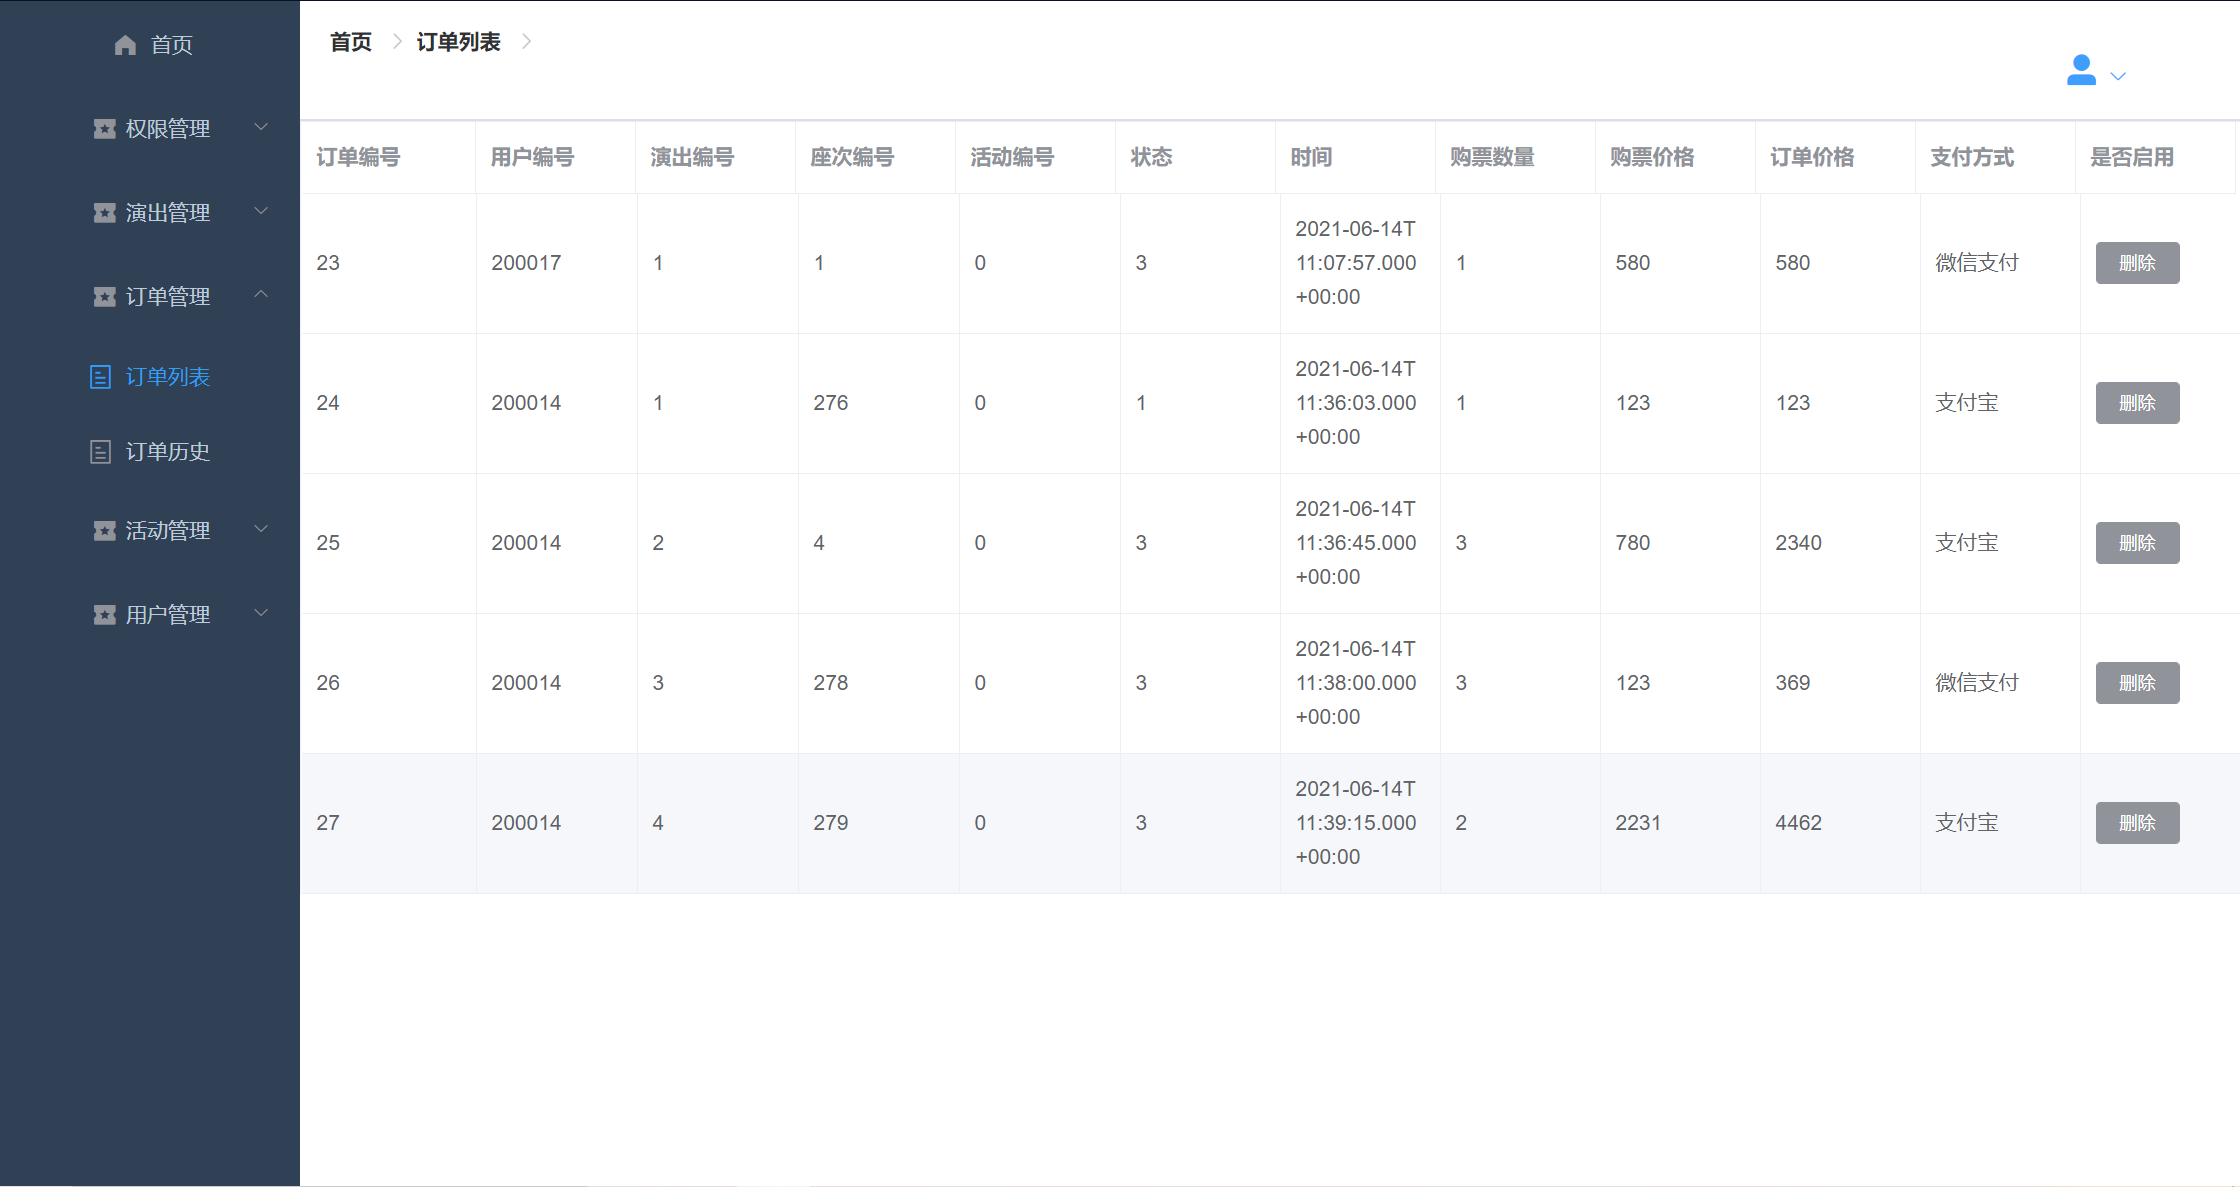 首页
权限管理
演出管理
订单管理
订单列表
订单历史
活动管理
用户管理
首页 订单列表
订单编号 用户编号 演出编号 座次编号 活动编号 状态 时间 购票数量 购票价格 订单价格 支付方式 是否启用
23 200017 1 1 0 3 2021-06-14T
11:07:57.000
+00:00 1 580 580 微信支付 删除
24 200014 1 276 0 1 2021-06-14T
11:36:03.000
+00:00 1 123 123 支付宝 删除
25 200014 2 4 0 3 2021-06-14T
11:36:45.000
+00:00 3 780 2340 支付宝 删除
26 200014 3 278 0 3 2021-06-14T
11:38:00.000
+00:00 3 123 369 微信支付 删除
27 200014 4 279 0 3 2021-06-14T
11:39:15.000
+00:00 2 2231 4462 支付宝 删除